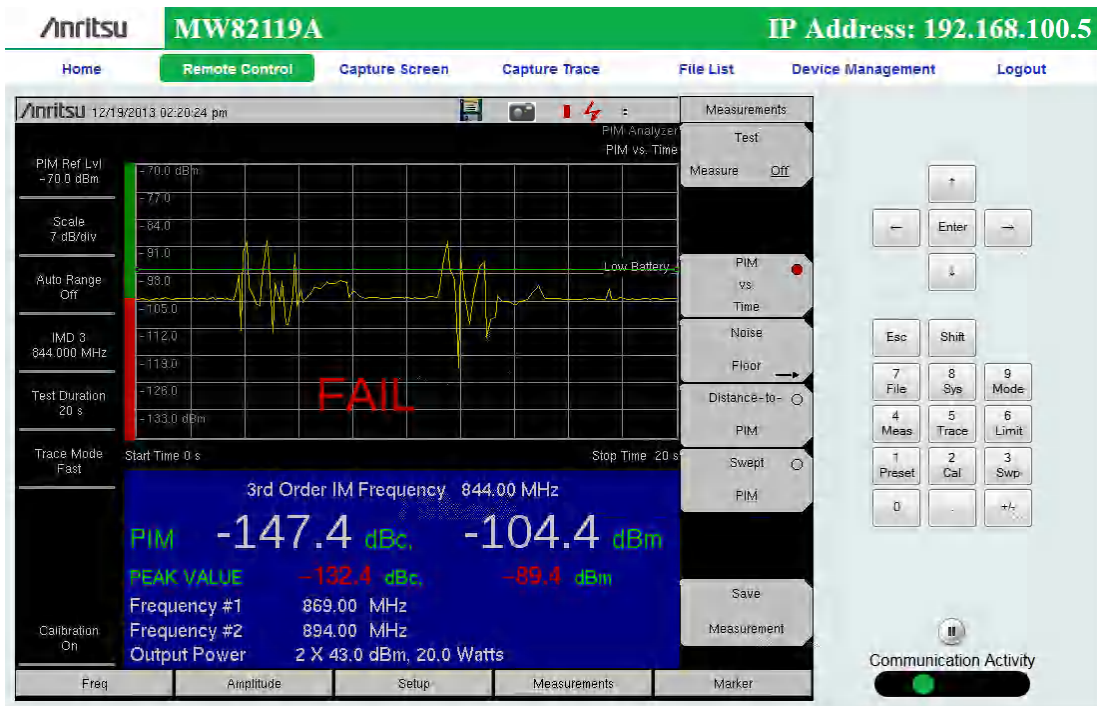 Anritsu MW82119A IP Address: 192.168.100.5
Home Remote Control Capture Screen Capture Trace File List Device Management Logout
Anritsu 12/19/2013 02:20:24 pm
PIM Analyzer
PIM vs. Time
PIM Ref Lvl
-70.0 dBm
Scale
7 dB/div
Auto Range
Off
IMD 3
844.000 MHz
Test Duration
20 s
Trace Mode
Fast
Calibration
On
-70.0 dBm
-77.0
-84.0
-91.0
-98.0
-105.0
-112.0
-119.0
-126.0
-133.0 dBm
Low Battery
FAIL
Start Time 0 s Stop Time 20 s
3rd Order IM Frequency 844.00 MHz
PIM -147.4 dBc, -104.4 dBm
PEAK VALUE -132.4 dBc, -89.4 dBm
Frequency #1 869.00 MHz
Frequency #2 894.00 MHz
Output Power 2 X 43.0 dBm, 20.0 Watts
Measurements
Test
Measure Off
PIM
vs
Time
Noise
Floor
Distance-to-
PIM
Swept
PIM
Save
Measurement
Freq Amplitude Setup Measurements Marker
↑
← Enter →
↓
Esc Shift
7 8 9
File Sys Mode
4 5 6
Meas Trace Limit
1 2 3
Preset Cal Swp
0 . +/-
Communication Activity